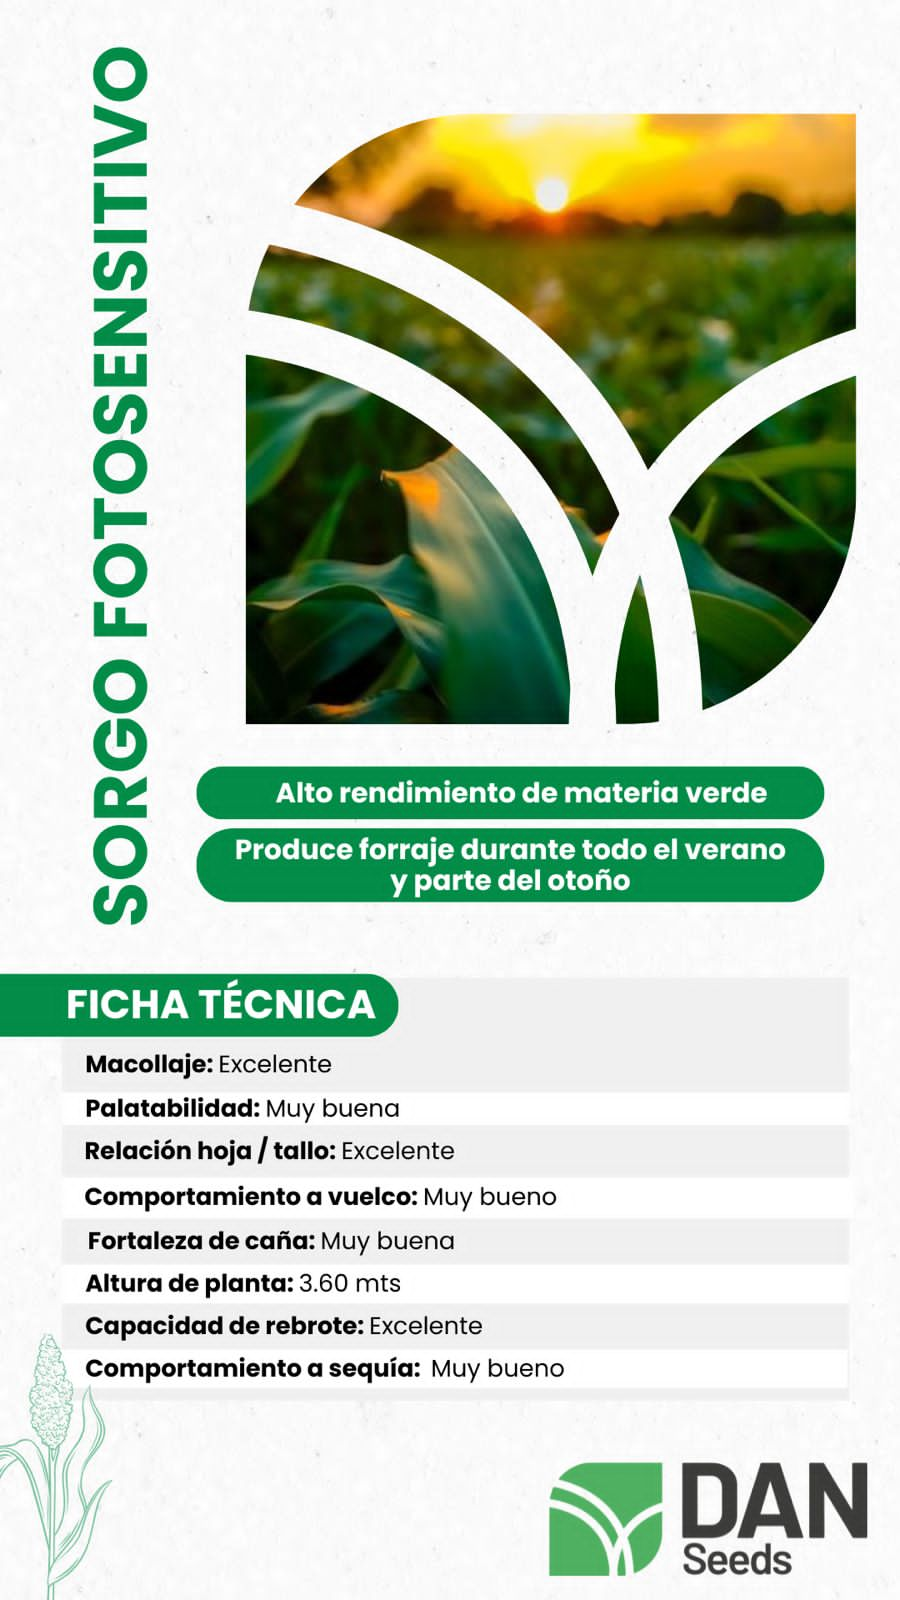 SORGO FOTOSENSITIVO
Alto rendimiento de materia verde
Produce forraje durante todo el verano
y parte del otoño
FICHA TÉCNICA
Macollaje: Excelente
Palatabilidad: Muy buena
Relación hoja / tallo: Excelente
Comportamiento a vuelco: Muy bueno
Fortaleza de caña: Muy buena
Altura de planta: 3.60 mts
Capacidad de rebrote: Excelente
Comportamiento a sequía: Muy bueno
DAN
Seeds